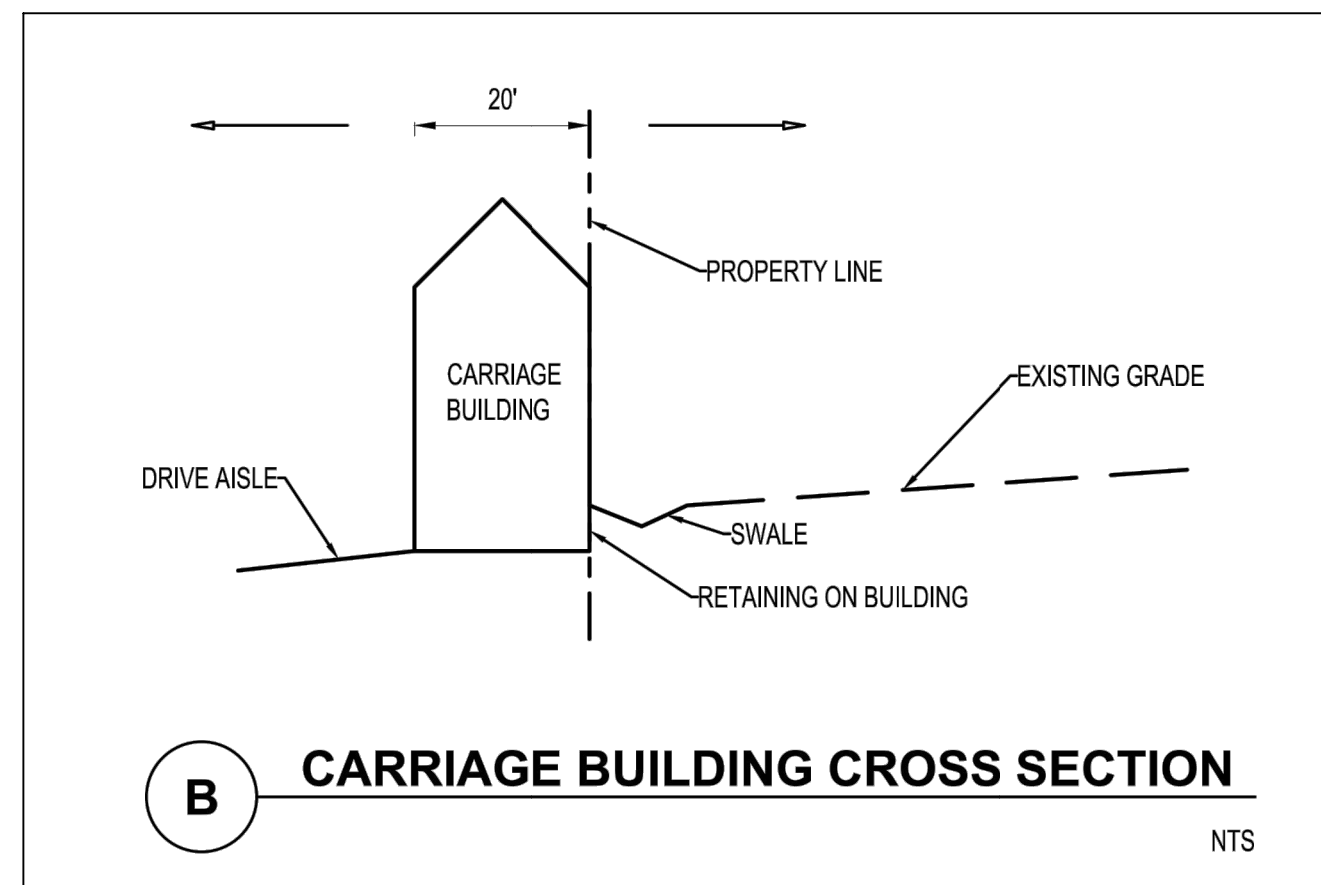 20'
PROPERTY LINE
CARRIAGE
BUILDING
EXISTING GRADE
DRIVE AISLE
SWALE
RETAINING ON BUILDING
B
CARRIAGE BUILDING CROSS SECTION
NTS